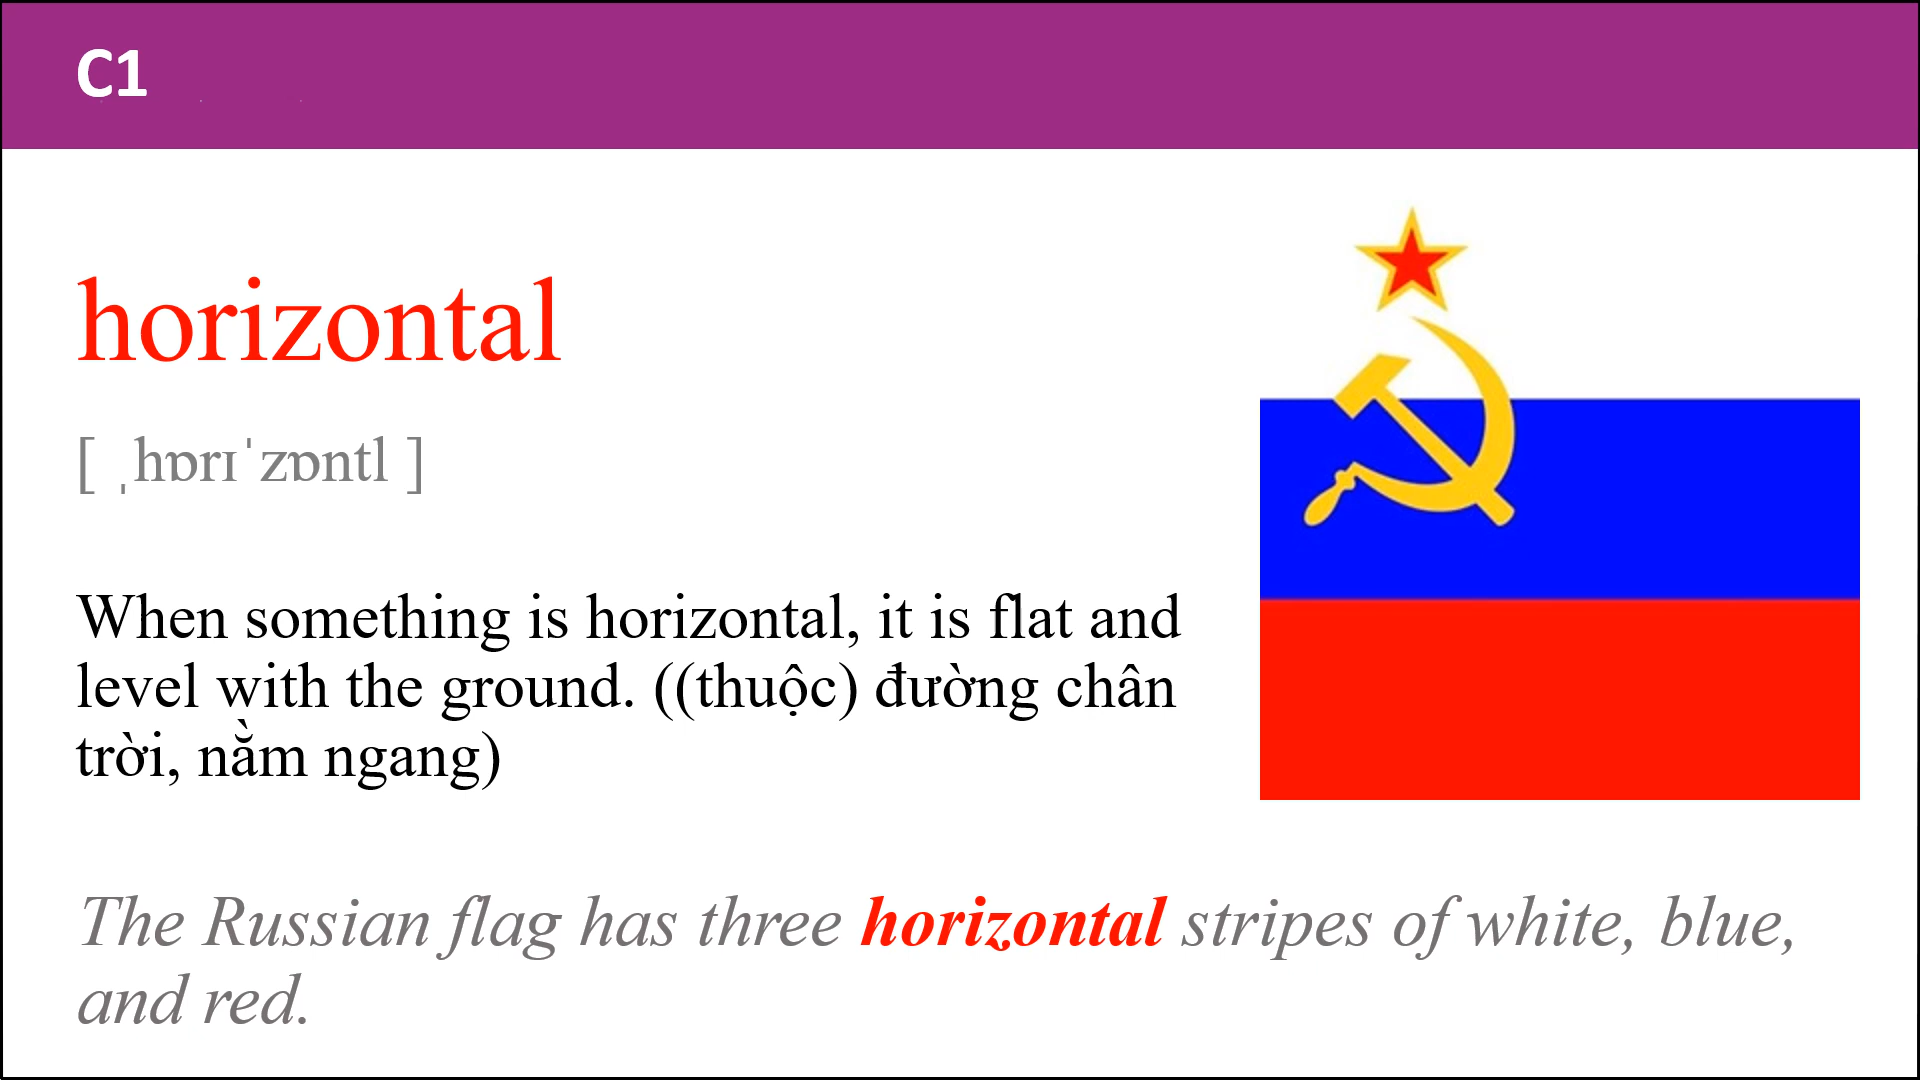 C1
horizontal
[ ˌhɒrɪˈzɒntl ]
When something is horizontal, it is flat and
level with the ground. ((thuộc) đường chân
trời, nằm ngang)
The Russian flag has three horizontal stripes of white, blue,
and red.